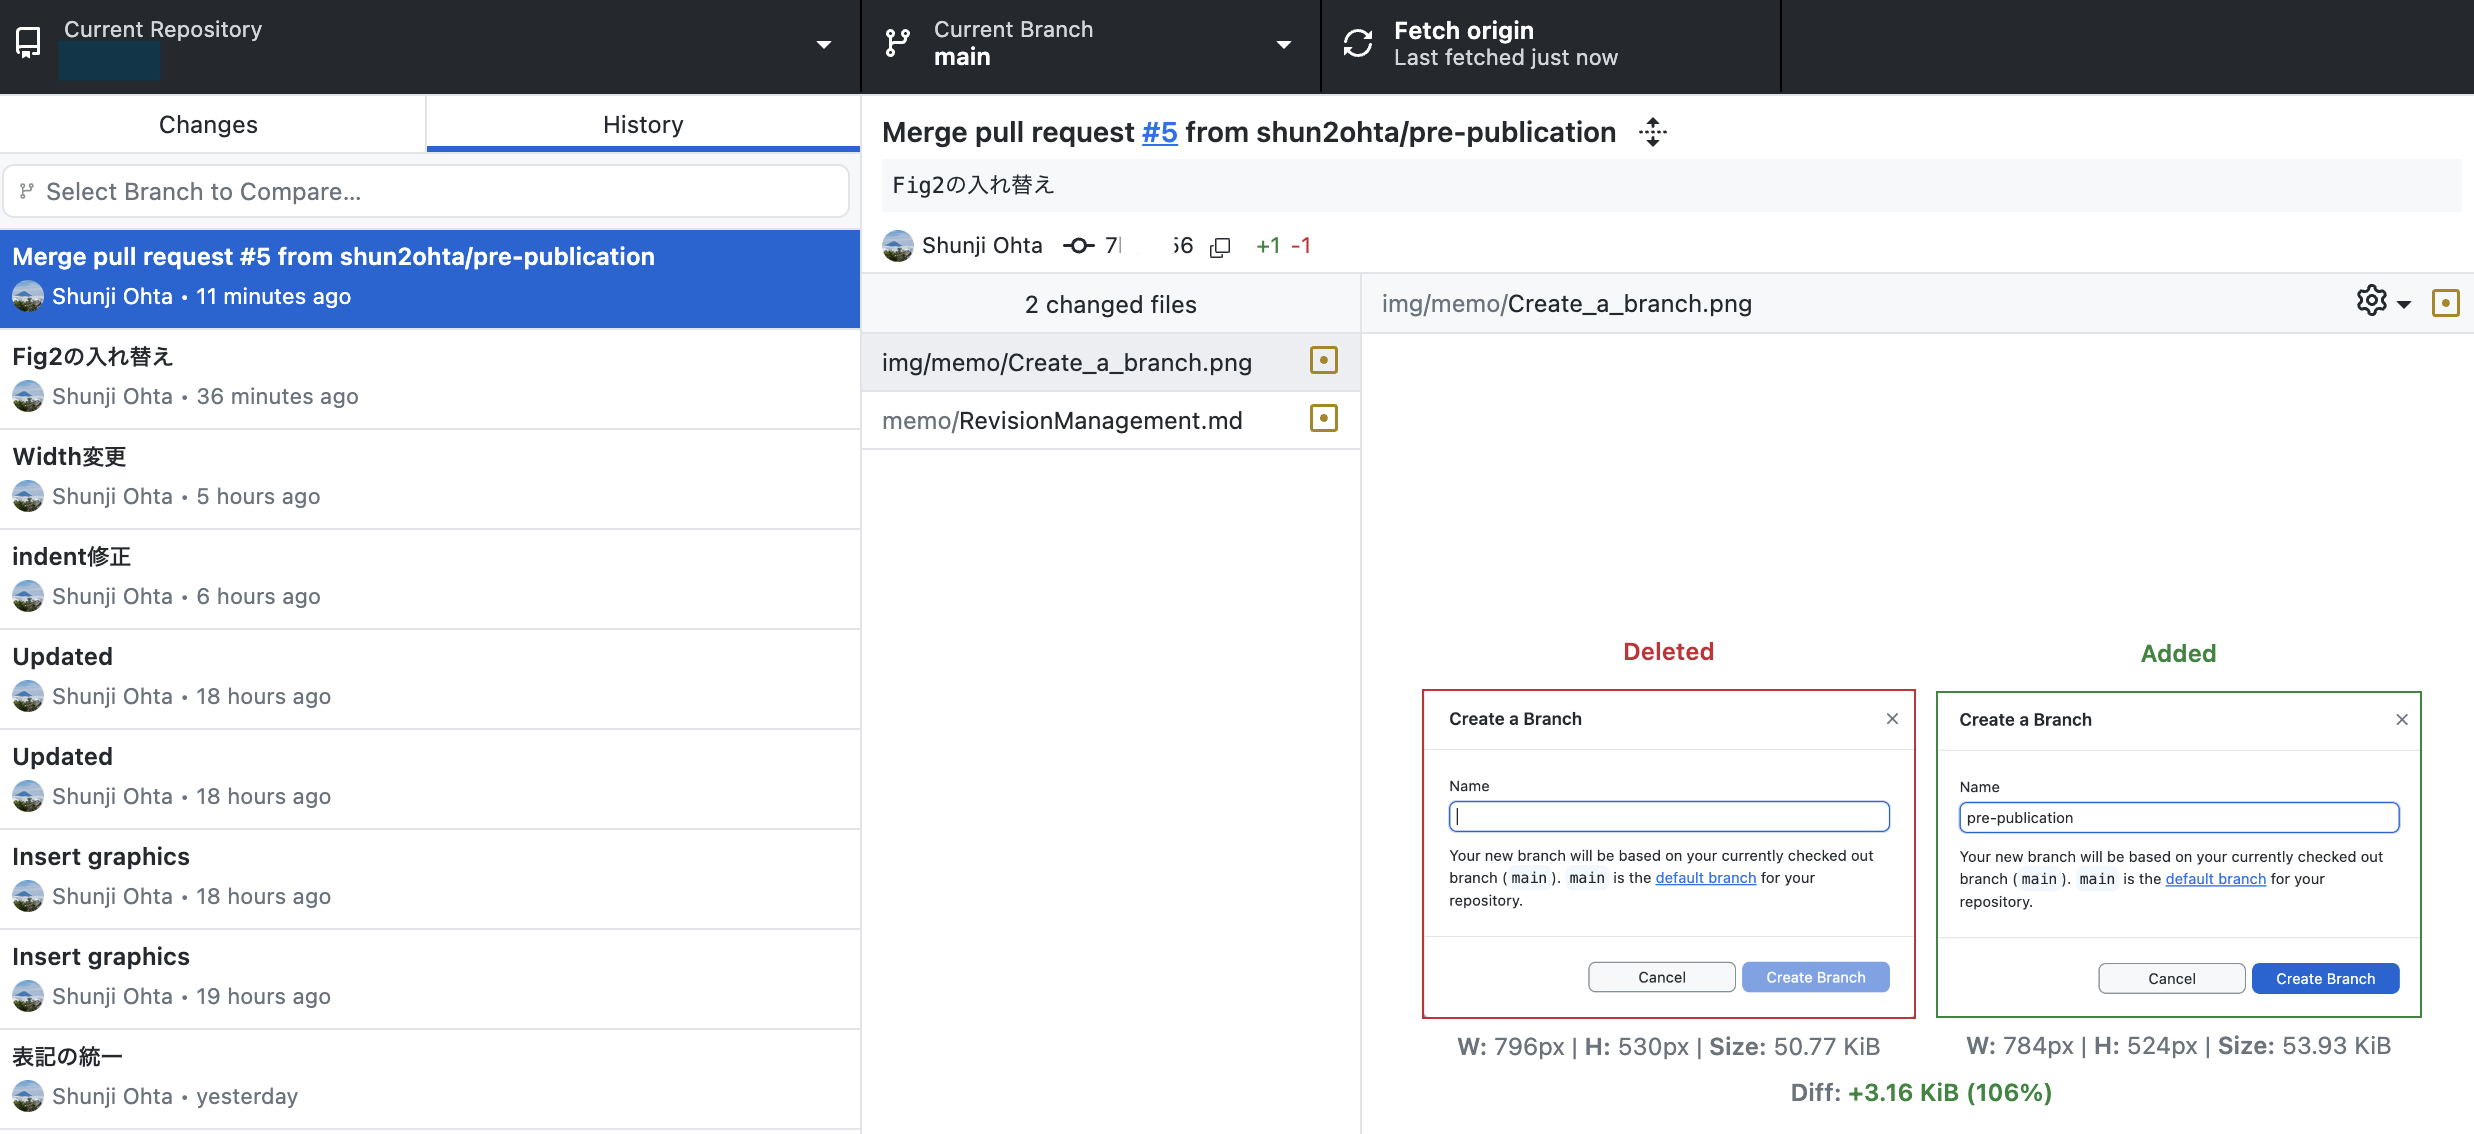 Current Repository
Current Branch
main
Fetch origin
Last fetched just now
Changes
History
Select Branch to Compare...
Merge pull request #5 from shun2ohta/pre-publication
Shunji Ohta • 11 minutes ago
Fig2の入れ替え
Shunji Ohta • 36 minutes ago
Width変更
Shunji Ohta • 5 hours ago
indent修正
Shunji Ohta • 6 hours ago
Updated
Shunji Ohta • 18 hours ago
Updated
Shunji Ohta • 18 hours ago
Insert graphics
Shunji Ohta • 18 hours ago
Insert graphics
Shunji Ohta • 19 hours ago
表記の統一
Shunji Ohta • yesterday
Merge pull request #5 from shun2ohta/pre-publication
Fig2の入れ替え
Shunji Ohta 7 56 +1 -1
2 changed files
img/memo/Create_a_branch.png
memo/RevisionManagement.md
img/memo/Create_a_branch.png
Deleted
Create a Branch
Name
Your new branch will be based on your currently checked out
branch ( main ). main is the default branch for your
repository.
Cancel Create Branch
W: 796px | H: 530px | Size: 50.77 KiB
Added
Create a Branch
Name
pre-publication
Your new branch will be based on your currently checked out
branch ( main ). main is the default branch for your
repository.
Cancel Create Branch
W: 784px | H: 524px | Size: 53.93 KiB
Diff: +3.16 KiB (106%)